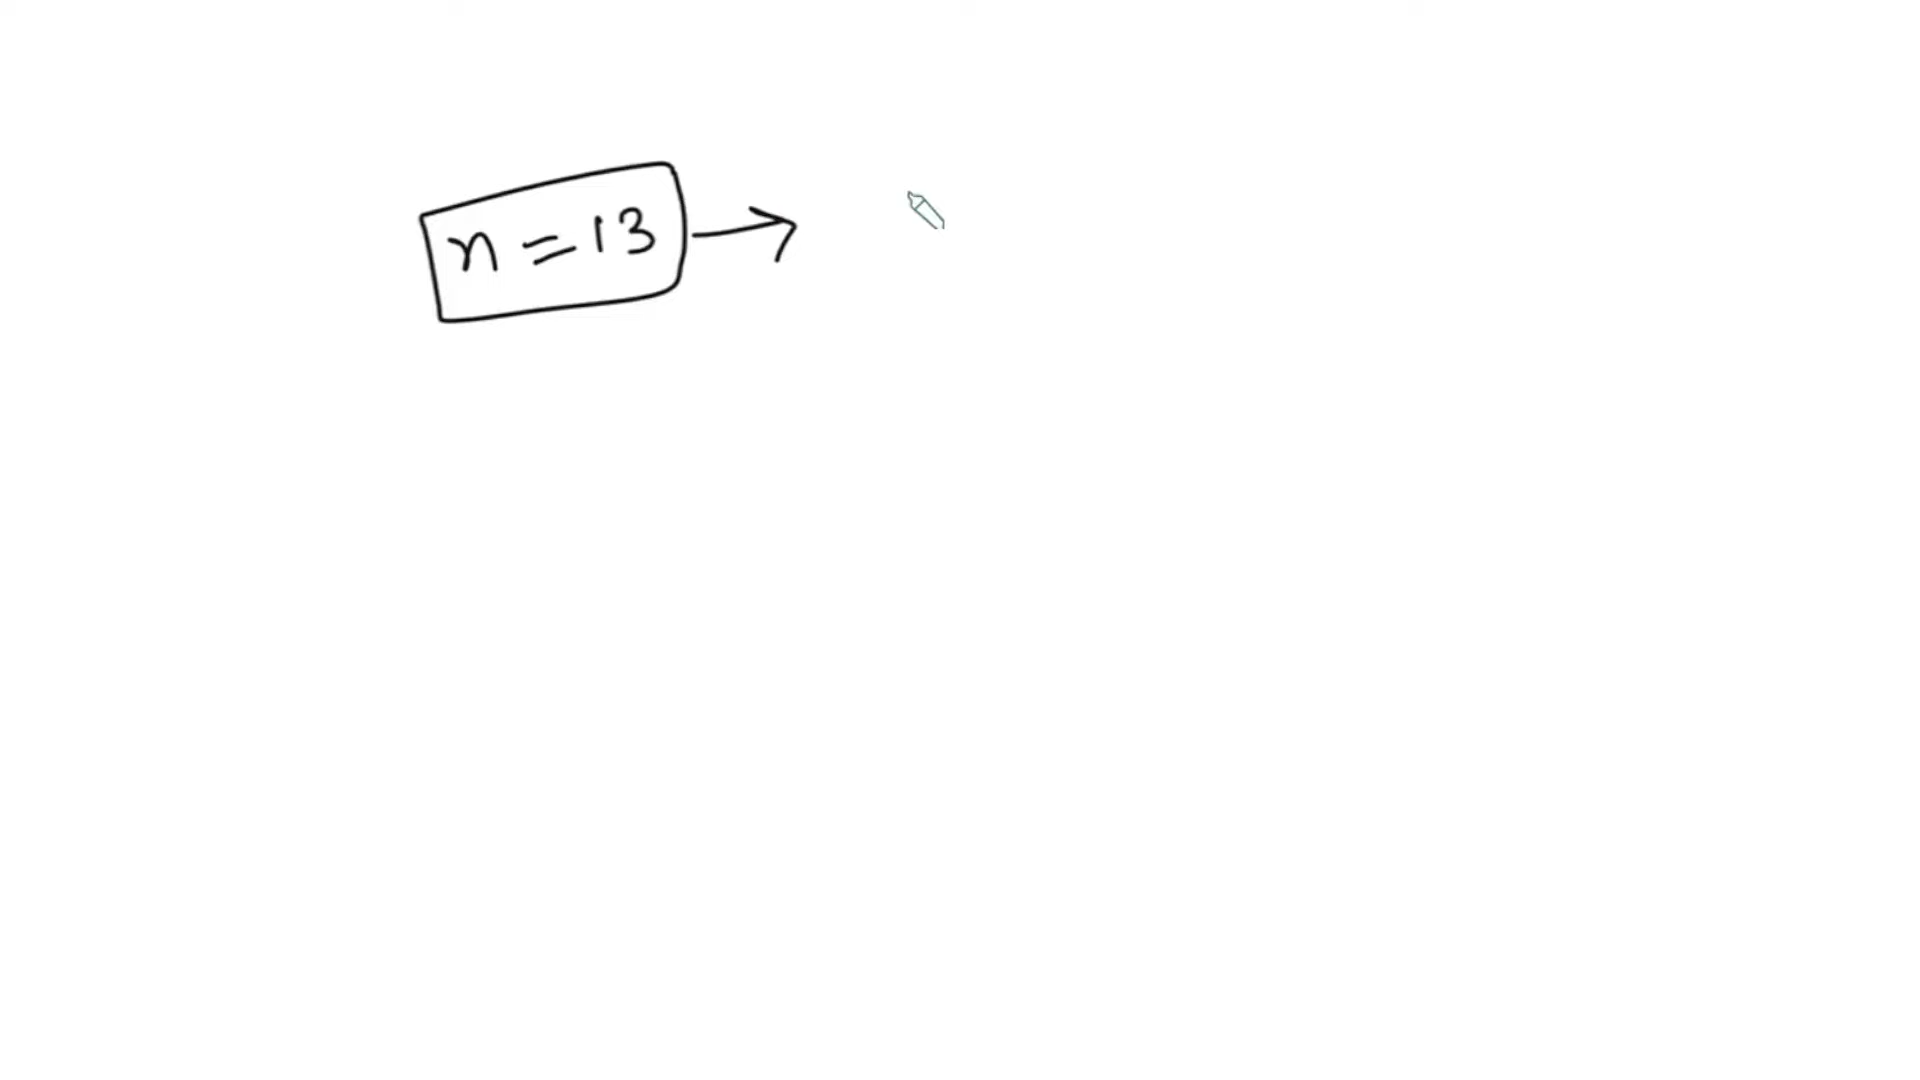 n = 13 →